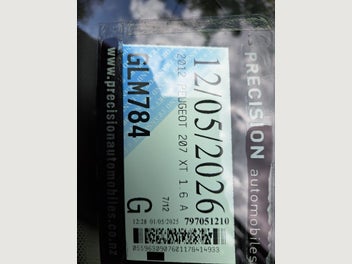 PRECISION
automobiles
12/05/2026
2012 PEUGEOT 207 XT 1.6 A
GLM784
G
7/12
12:28 01/05/2025 797051210
www.precisionautomobiles.co.nz